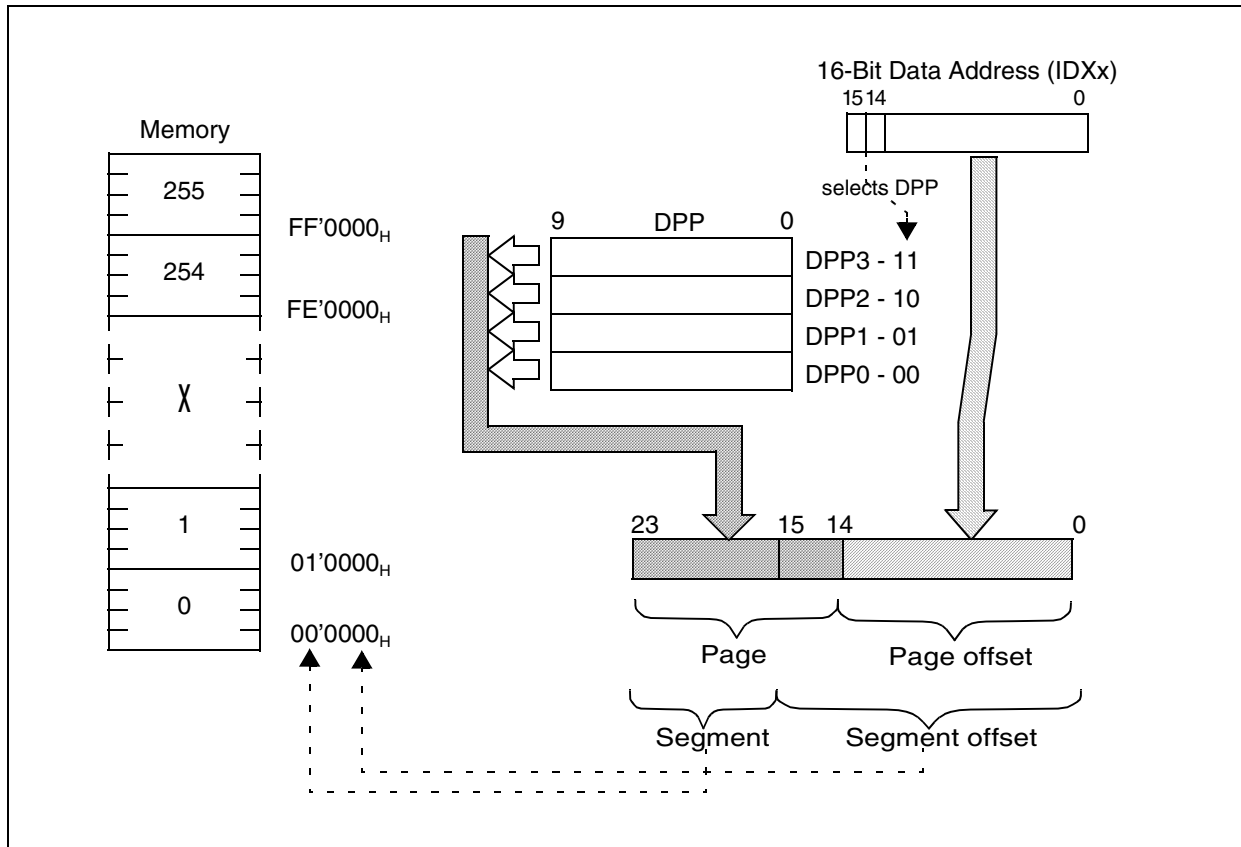 16-Bit Data Address (IDXx)
15 14 0
Memory
255
selects DPP
FF'0000H
9 DPP 0
DPP3 - 11
254
DPP2 - 10
FE'0000H
DPP1 - 01
DPP0 - 00
X
1
23 15 14 0
01'0000H
0
00'0000H
Page Page offset
Segment Segment offset